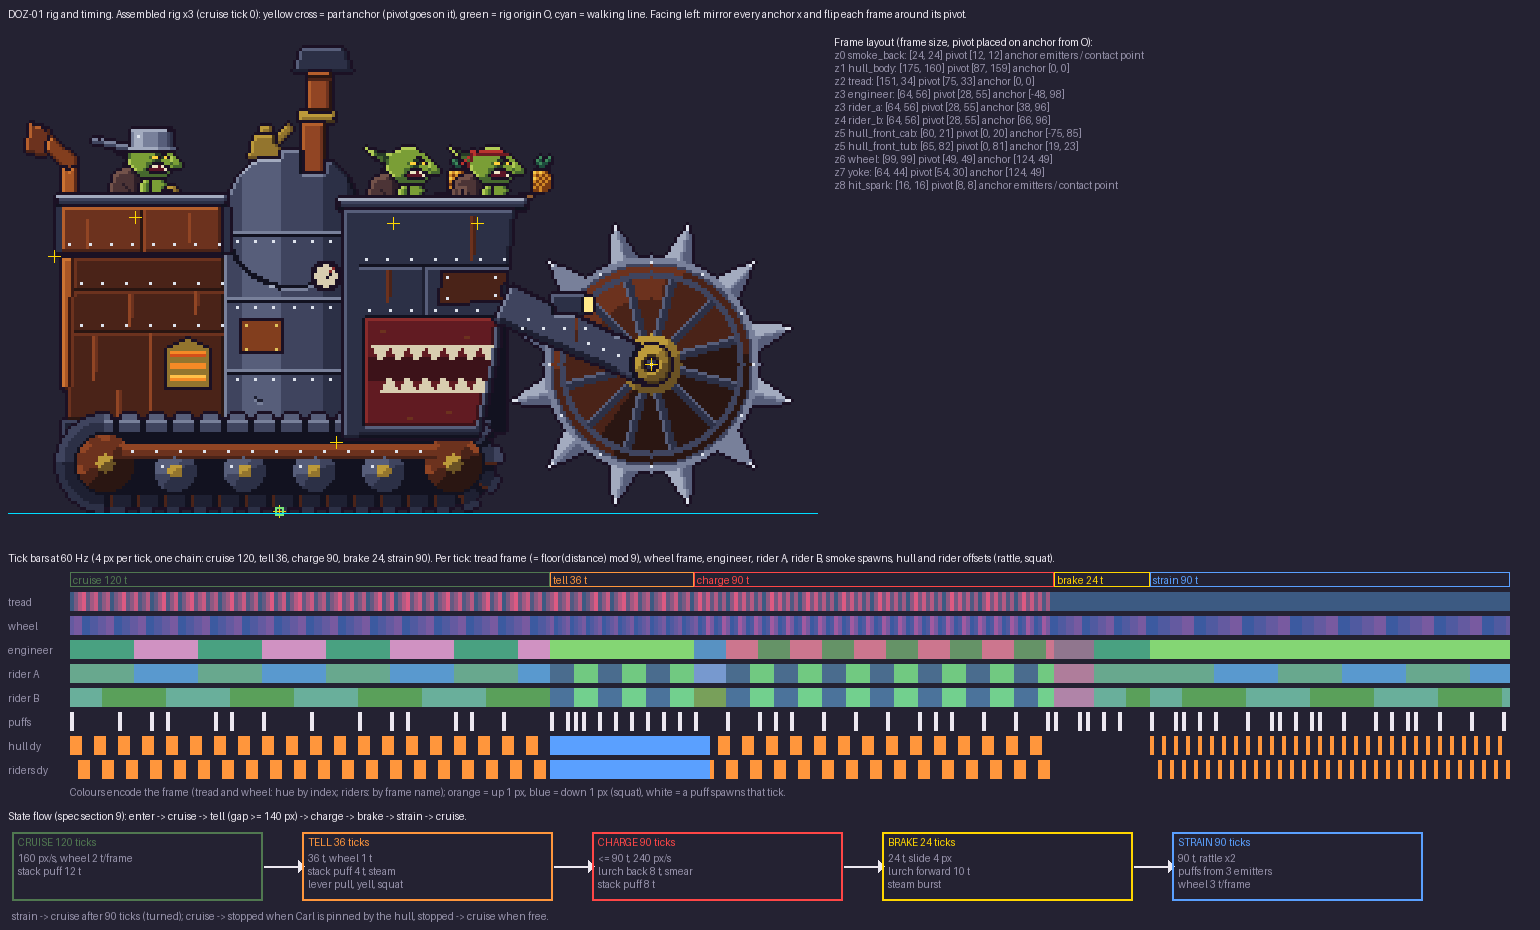 DOZ-01 rig and timing. Assembled rig x3 (cruise tick 0): yellow cross = part anchor (pivot goes on it), green = rig origin O, cyan = walking line. Facing left: mirror every anchor x and flip each frame around its pivot.
Frame layout (frame size, pivot placed on anchor from O):
z0 smoke_back: [24, 24] pivot [12, 12] anchor emitters / contact point
z1 hull_body: [175, 160] pivot [87, 159] anchor [0, 0]
z2 tread: [151, 34] pivot [75, 33] anchor [0, 0]
z3 engineer: [64, 56] pivot [28, 55] anchor [-48, 98]
z3 rider_a: [64, 56] pivot [28, 55] anchor [38, 96]
z4 rider_b: [64, 56] pivot [28, 55] anchor [66, 96]
z5 hull_front_cab: [60, 21] pivot [0, 20] anchor [-75, 85]
z5 hull_front_tub: [65, 82] pivot [0, 81] anchor [19, 23]
z6 wheel: [99, 99] pivot [49, 49] anchor [124, 49]
z7 yoke: [64, 44] pivot [54, 30] anchor [124, 49]
z8 hit_spark: [16, 16] pivot [8, 8] anchor emitters / contact point
Tick bars at 60 Hz (4 px per tick, one chain: cruise 120, tell 36, charge 90, brake 24, strain 90). Per tick: tread frame (= floor(distance) mod 9), wheel frame, engineer, rider A, rider B, smoke spawns, hull and rider offsets (rattle, squat).
cruise 120 t
tell 36 t
charge 90 t
brake 24 t
strain 90 t
tread
wheel
engineer
rider A
rider B
puffs
hull dy
riders dy
Colours encode the frame (tread and wheel: hue by index; riders: by frame name); orange = up 1 px, blue = down 1 px (squat), white = a puff spawns that tick.
State flow (spec section 9): enter -> cruise -> tell (gap >= 140 px) -> charge -> brake -> strain -> cruise.
CRUISE 120 ticks
160 px/s, wheel 2 t/frame
stack puff 12 t
TELL 36 ticks
36 t, wheel 1 t
stack puff 4 t, steam
lever pull, yell, squat
CHARGE 90 ticks
<= 90 t, 240 px/s
lurch back 8 t, smear
stack puff 8 t
BRAKE 24 ticks
24 t, slide 4 px
lurch forward 10 t
steam burst
STRAIN 90 ticks
90 t, rattle x2
puffs from 3 emitters
wheel 3 t/frame
strain -> cruise after 90 ticks (turned); cruise -> stopped when Carl is pinned by the hull, stopped -> cruise when free.